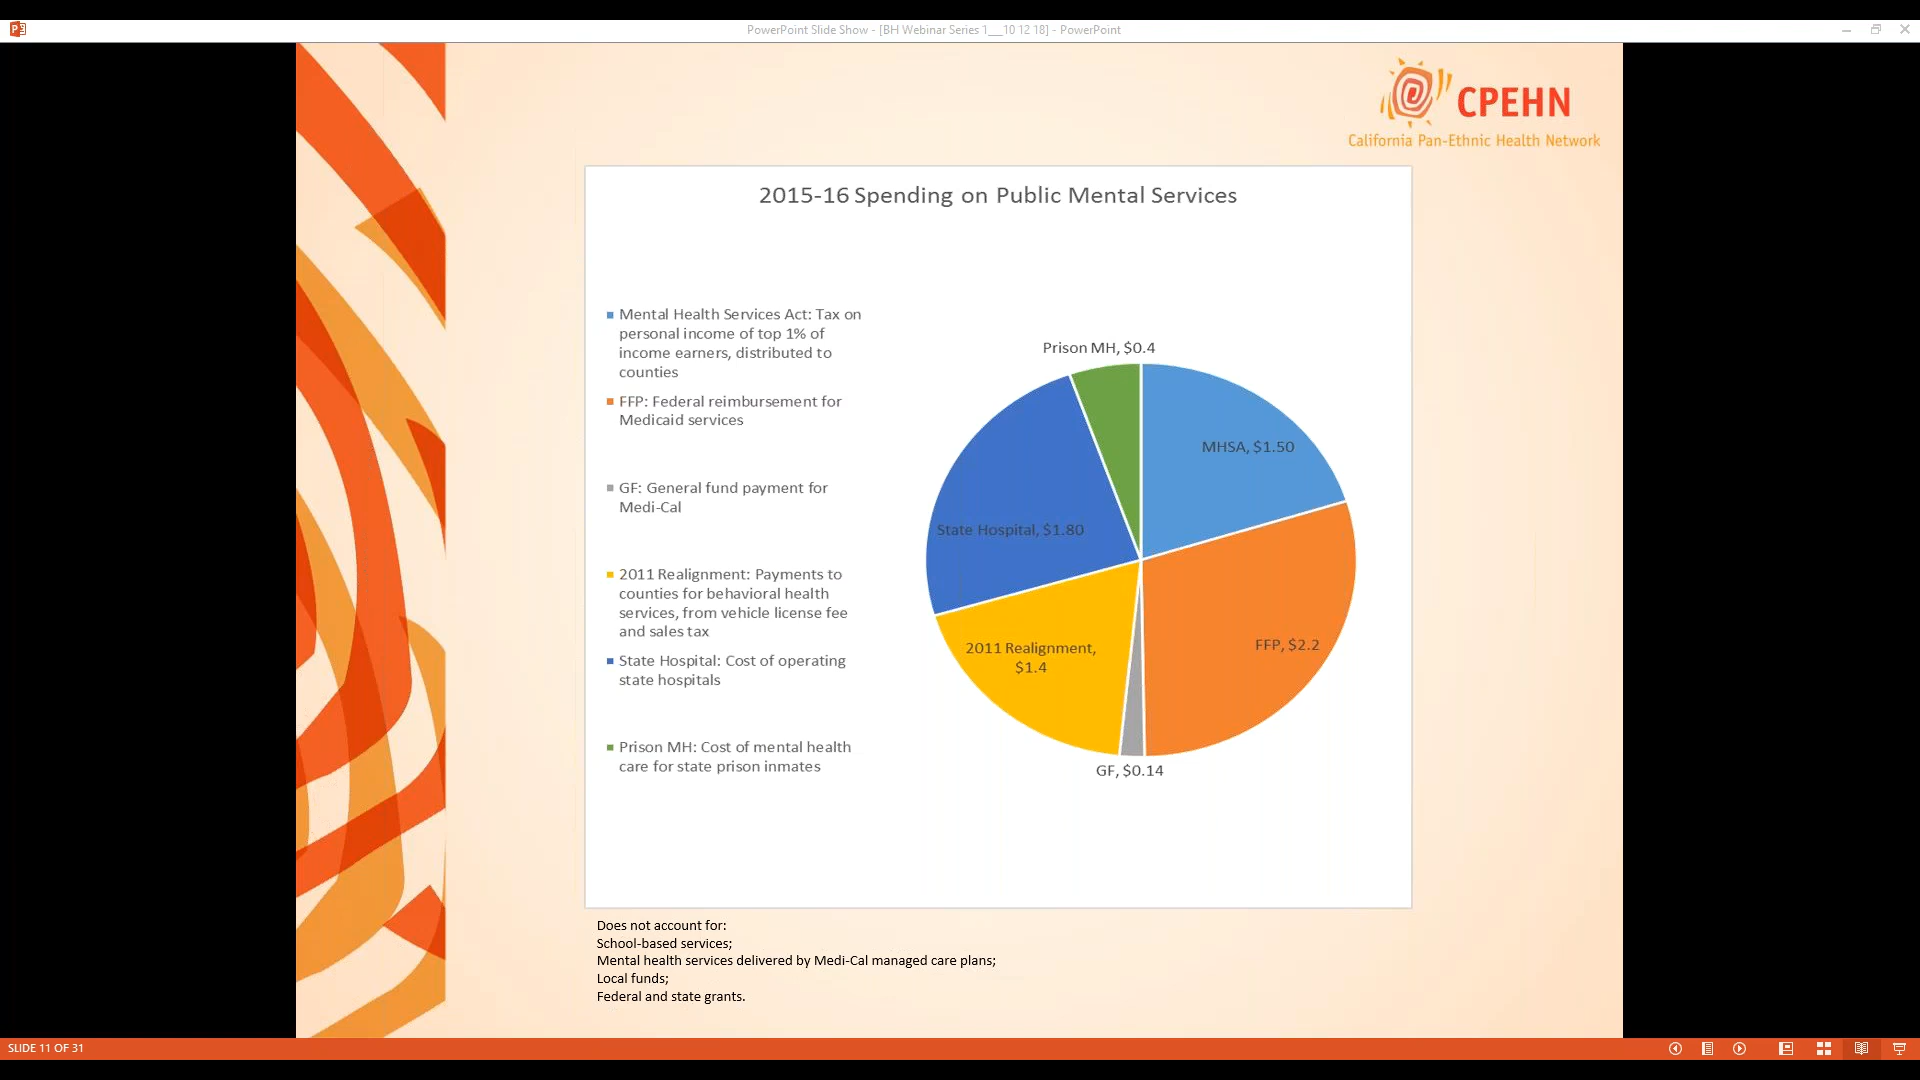 PowerPoint Slide Show - [BH Webinar Series 1___10 12 18] - PowerPoint
CPEHN
California Pan-Ethnic Health Network
2015-16 Spending on Public Mental Services
Mental Health Services Act: Tax on
personal income of top 1% of
income earners, distributed to
counties
FFP: Federal reimbursement for
Medicaid services
GF: General fund payment for
Medi-Cal
2011 Realignment: Payments to
counties for behavioral health
services, from vehicle license fee
and sales tax
State Hospital: Cost of operating
state hospitals
Prison MH: Cost of mental health
care for state prison inmates
Prison MH, $0.4
MHSA, $1.50
State Hospital, $1.80
FFP, $2.2
2011 Realignment,
$1.4
GF, $0.14
Does not account for:
School-based services;
Mental health services delivered by Medi-Cal managed care plans;
Local funds;
Federal and state grants.
SLIDE 11 OF 31